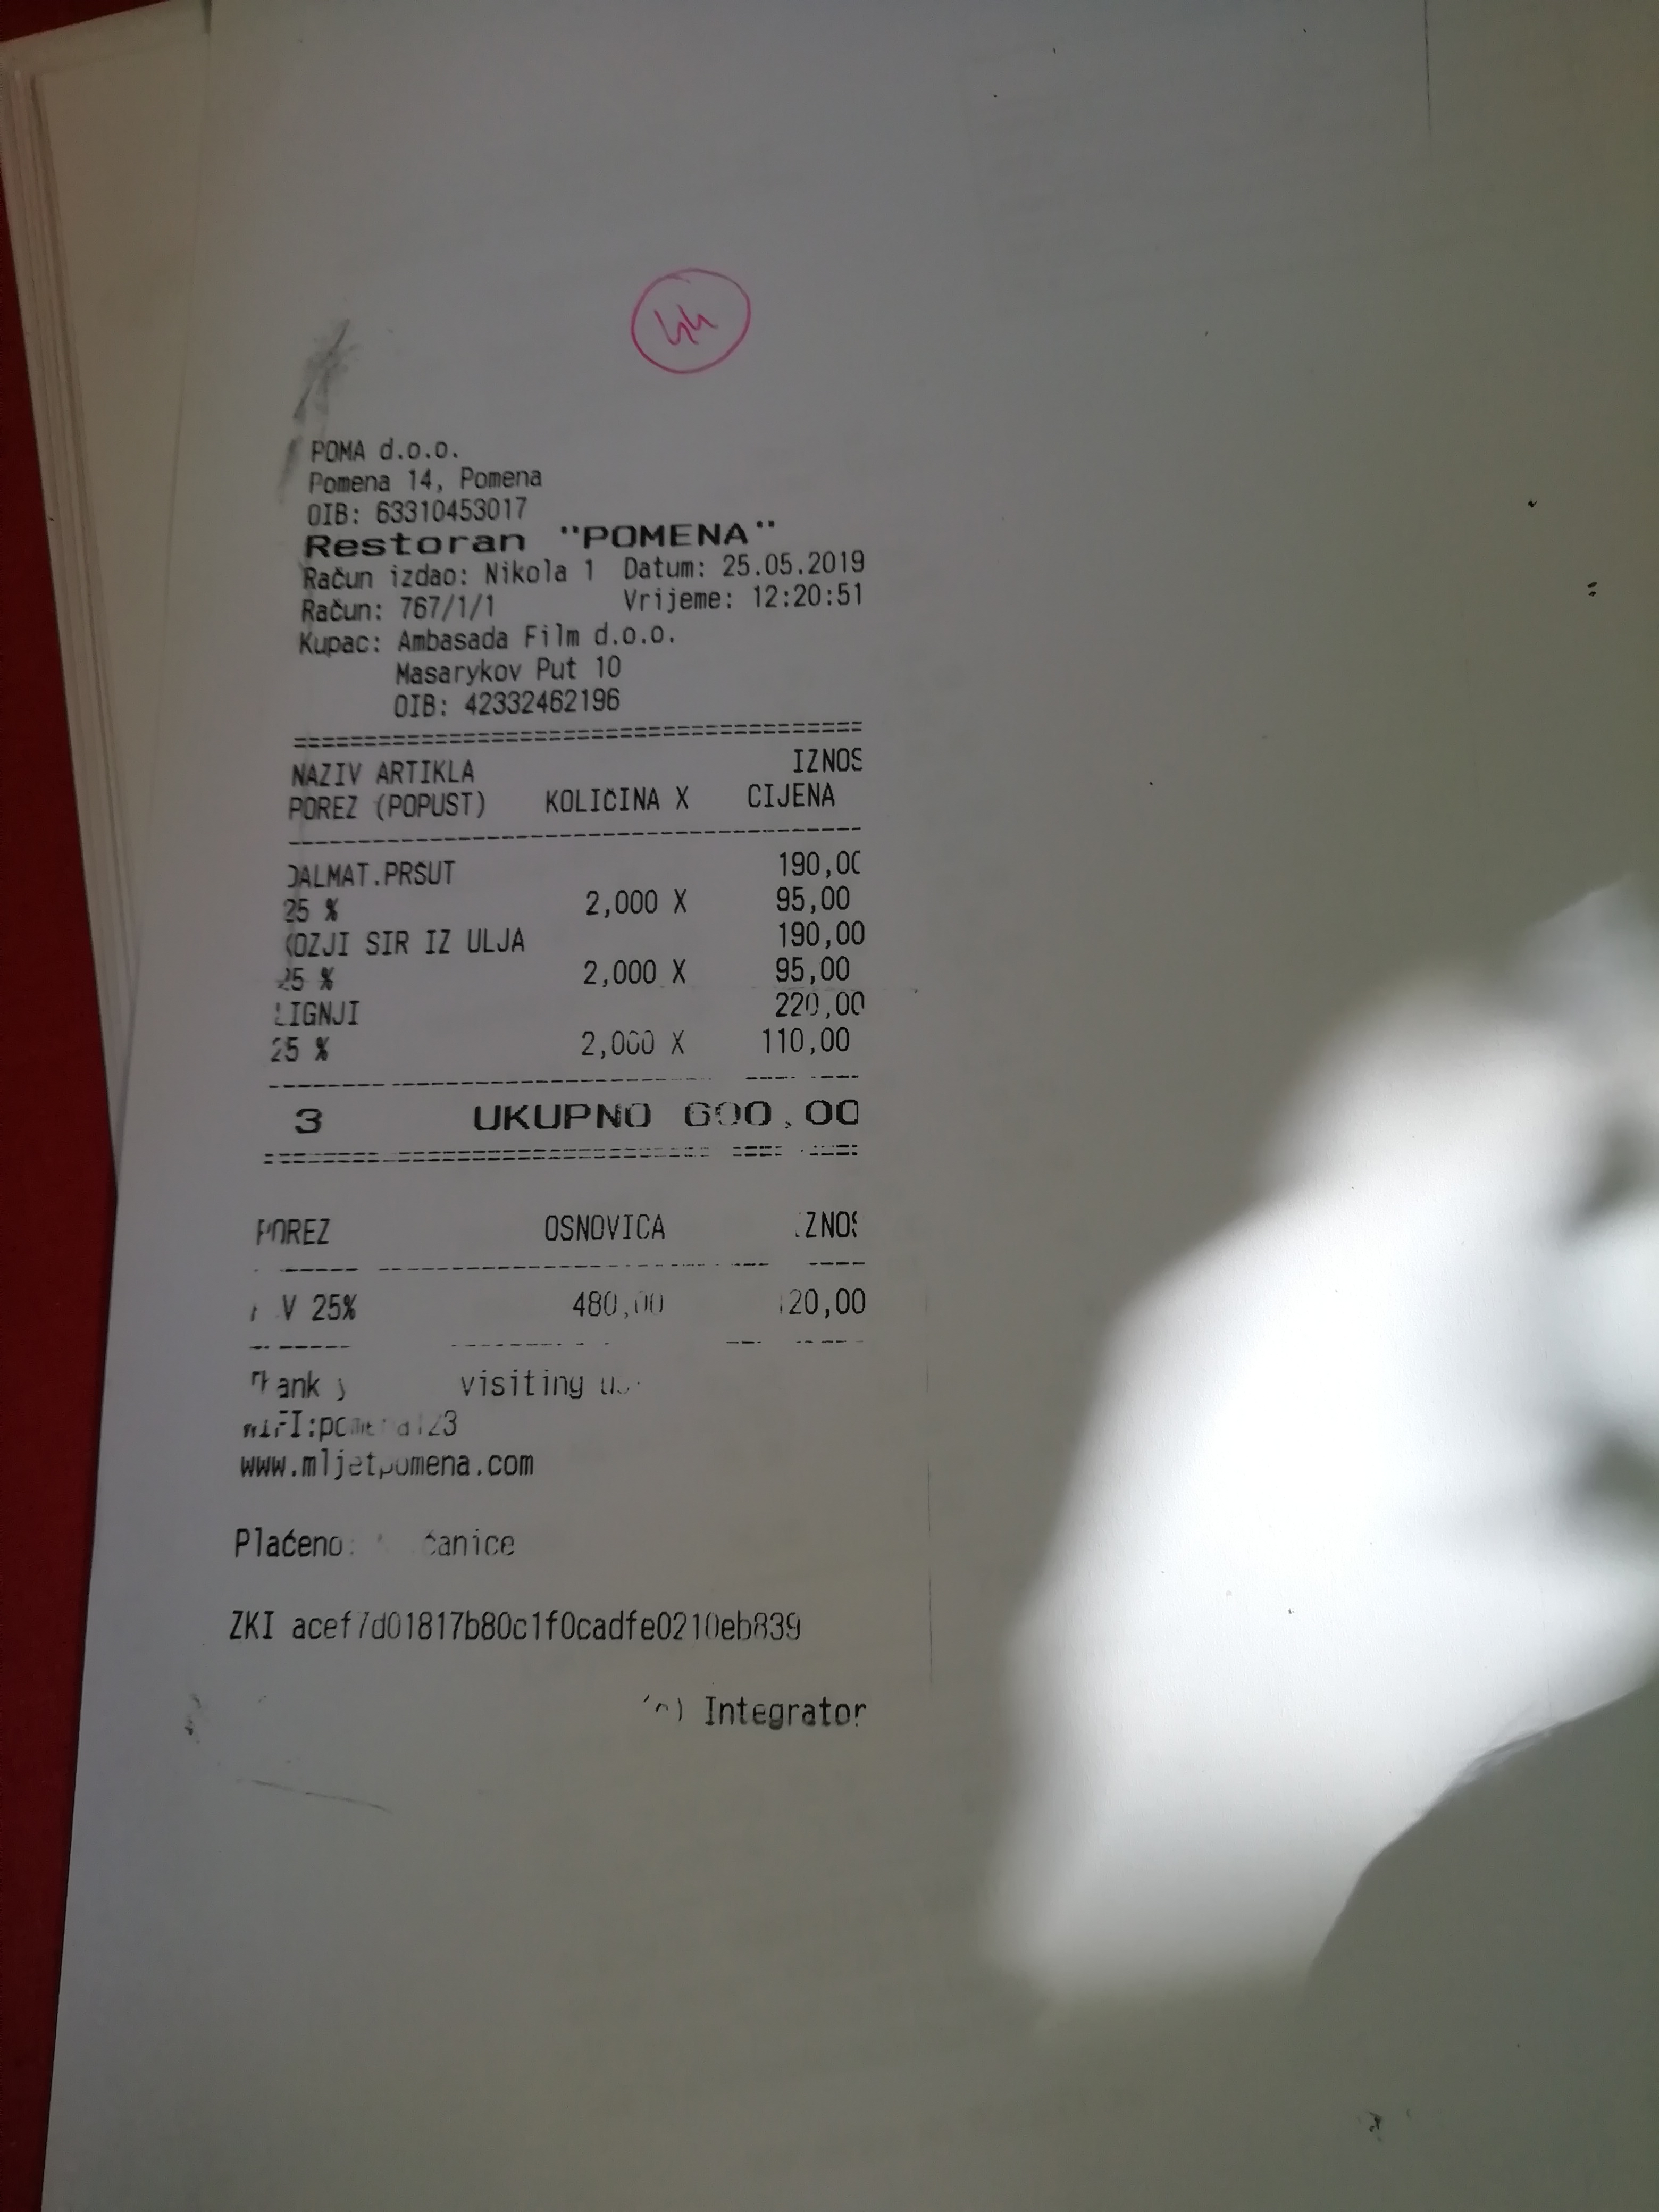 44
POMA d.o.o.
Pomena 14, Pomena
OIB: 63310453017
Restoran "POMENA"
Račun izdao: Nikola 1 Datum: 25.05.2019
Račun: 767/1/1 Vrijeme: 12:20:51
Kupac: Ambasada Film d.o.o.
Masarykov Put 10
OIB: 42332462196
IZNOS
NAZIV ARTIKLA
POREZ (POPUST) KOLIČINA X CIJENA
DALMAT.PRŠUT 190,00
25 % 2,000 X 95,00
KOZJI SIR IZ ULJA 190,00
25 % 2,000 X 95,00
LIGNJI 220,00
25 % 2,000 X 110,00
3 UKUPNO 600,00
POREZ OSNOVICA IZNOS
25% 480,00 120,00
Thank visiting
www.mljetpomena.com
Plaćeno:
ZKI acef7d01817b80c1f0cadfe0210eb839
(c) Integrator